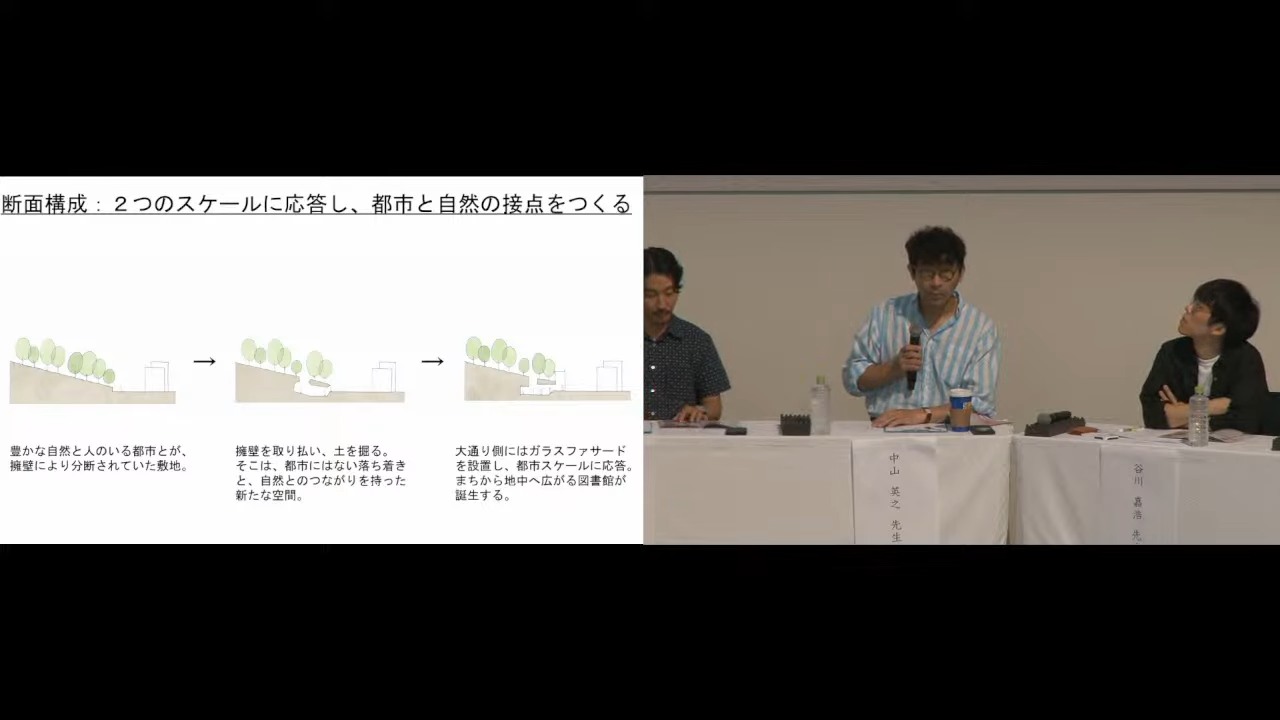 断面構成：２つのスケールに応答し、都市と自然の接点をつくる
豊かな自然と人のいる都市とが、
擁壁により分断されていた敷地。
擁壁を取り払い、土を掘る。
そこは、都市にはない落ち着き
と、自然とのつながりを持った
新たな空間。
大通り側にはガラスファサード
を設置し、都市スケールに応答。
まちから地中へ広がる図書館が
誕生する。
中山 英之 先生
谷川 嘉浩 先